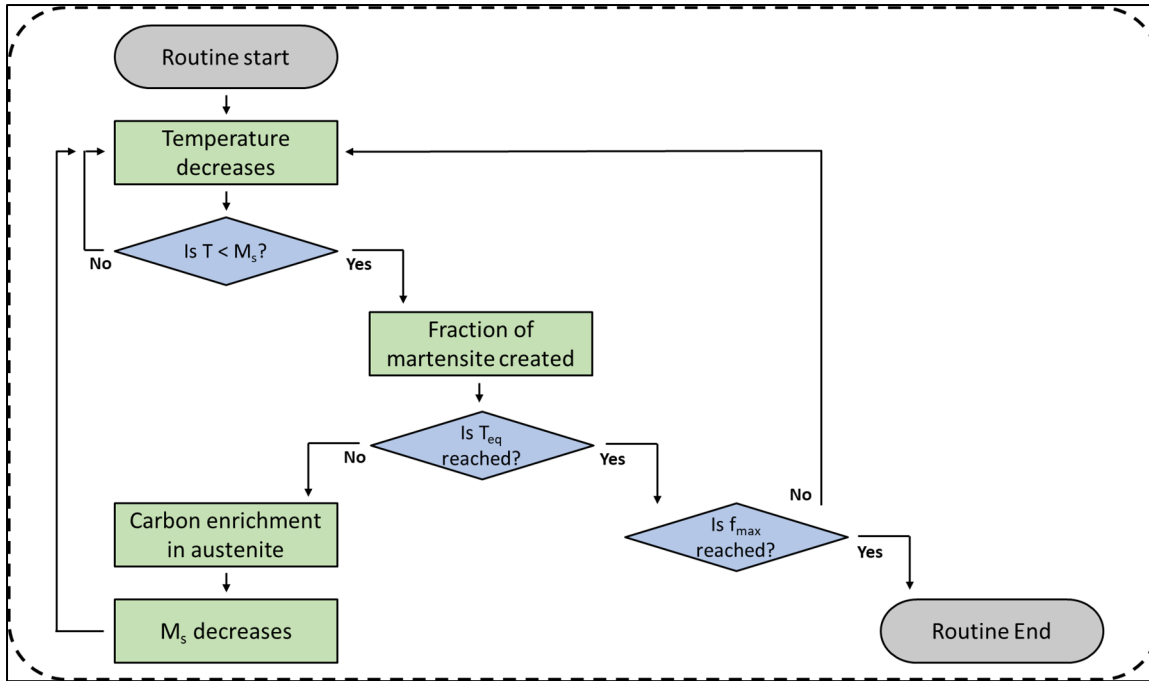 Routine start
Temperature
decreases
Is T < Mₛ?
No
Yes
Fraction of
martensite created
Is Tₑq
reached?
No
Yes
Carbon enrichment
in austenite
No
Is fₘₐₓ
reached?
Yes
Mₛ decreases
Routine End